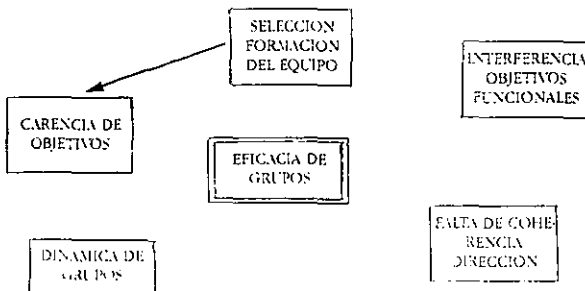 SELECCION
FORMACION
DEL EQUIPO
INTERFERENCIA
OBJETIVOS
FUNCIONALES
CARENCIA DE
OBJETIVOS
EFICACIA DE
GRUPOS
FALTA DE COHE-
RENCIA
DIRECCION
DINAMICA DE
GRUPOS